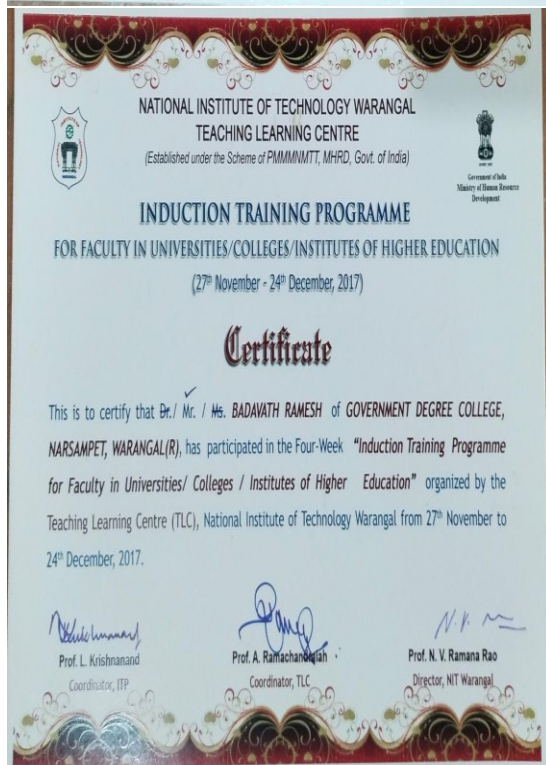 NATIONAL INSTITUTE OF TECHNOLOGY WARANGAL
TEACHING LEARNING CENTRE
(Established under the Scheme of PMMMNMTT, MHRD, Govt. of India)
Government of India
Ministry of Human Resource
Development
INDUCTION TRAINING PROGRAMME
FOR FACULTY IN UNIVERSITIES/COLLEGES/INSTITUTES OF HIGHER EDUCATION
(27th November - 24th December, 2017)
Certificate
This is to certify that Dr./ Mr. / Ms. BADAVATH RAMESH of GOVERNMENT DEGREE COLLEGE,
NARSAMPET, WARANGAL(R), has participated in the Four-Week "Induction Training Programme
for Faculty in Universities/ Colleges / Institutes of Higher Education" organized by the
Teaching Learning Centre (TLC), National Institute of Technology Warangal from 27th November to
24th December, 2017.
Prof. L. Krishnanand
Coordinator, ITP
Prof. A. Ramachandraiah
Coordinator, TLC
Prof. N. V. Ramana Rao
Director, NIT Warangal